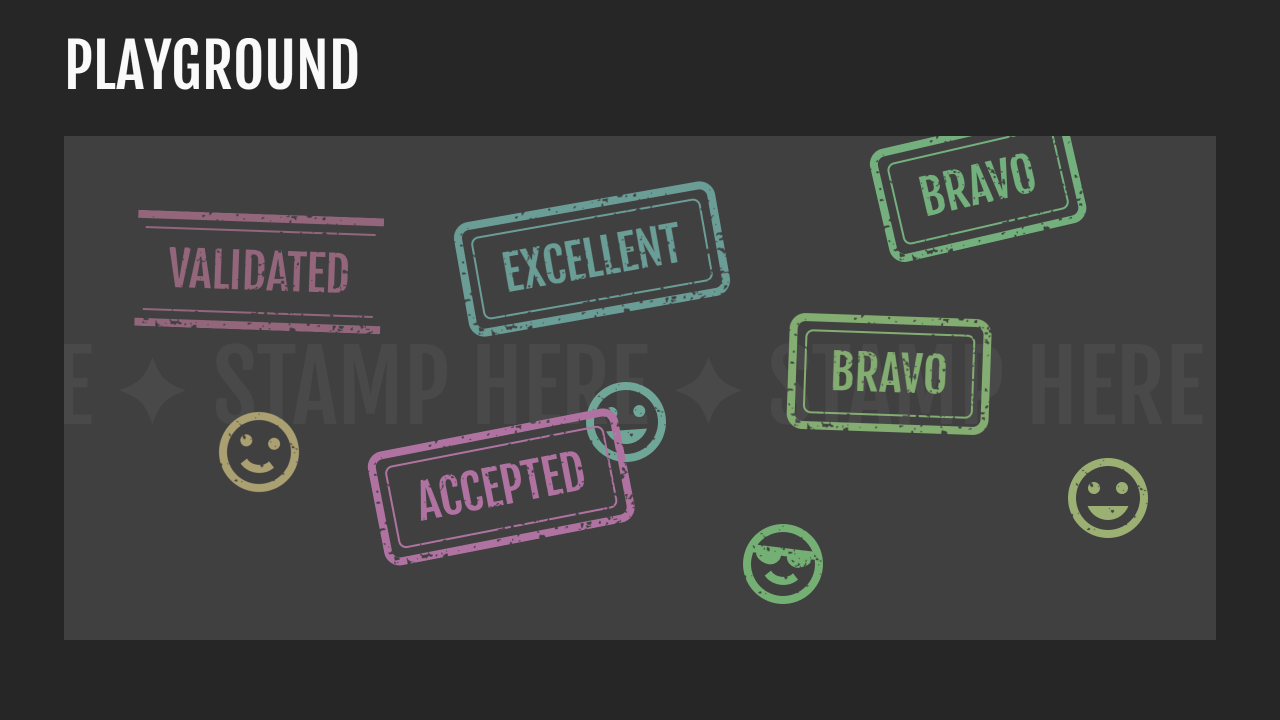 PLAYGROUND
BRAVO
VALIDATED
EXCELLENT
BRAVO
E ✦ STAMP HERE ✦ STAMP HERE
ACCEPTED